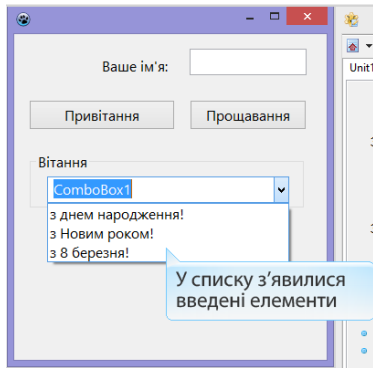 Ваше ім'я:
Привітання Прощавання
Вітання
ComboBox1
з днем народження!
з Новим роком!
з 8 березня!
У списку з’явилися
введені елементи
Unit1